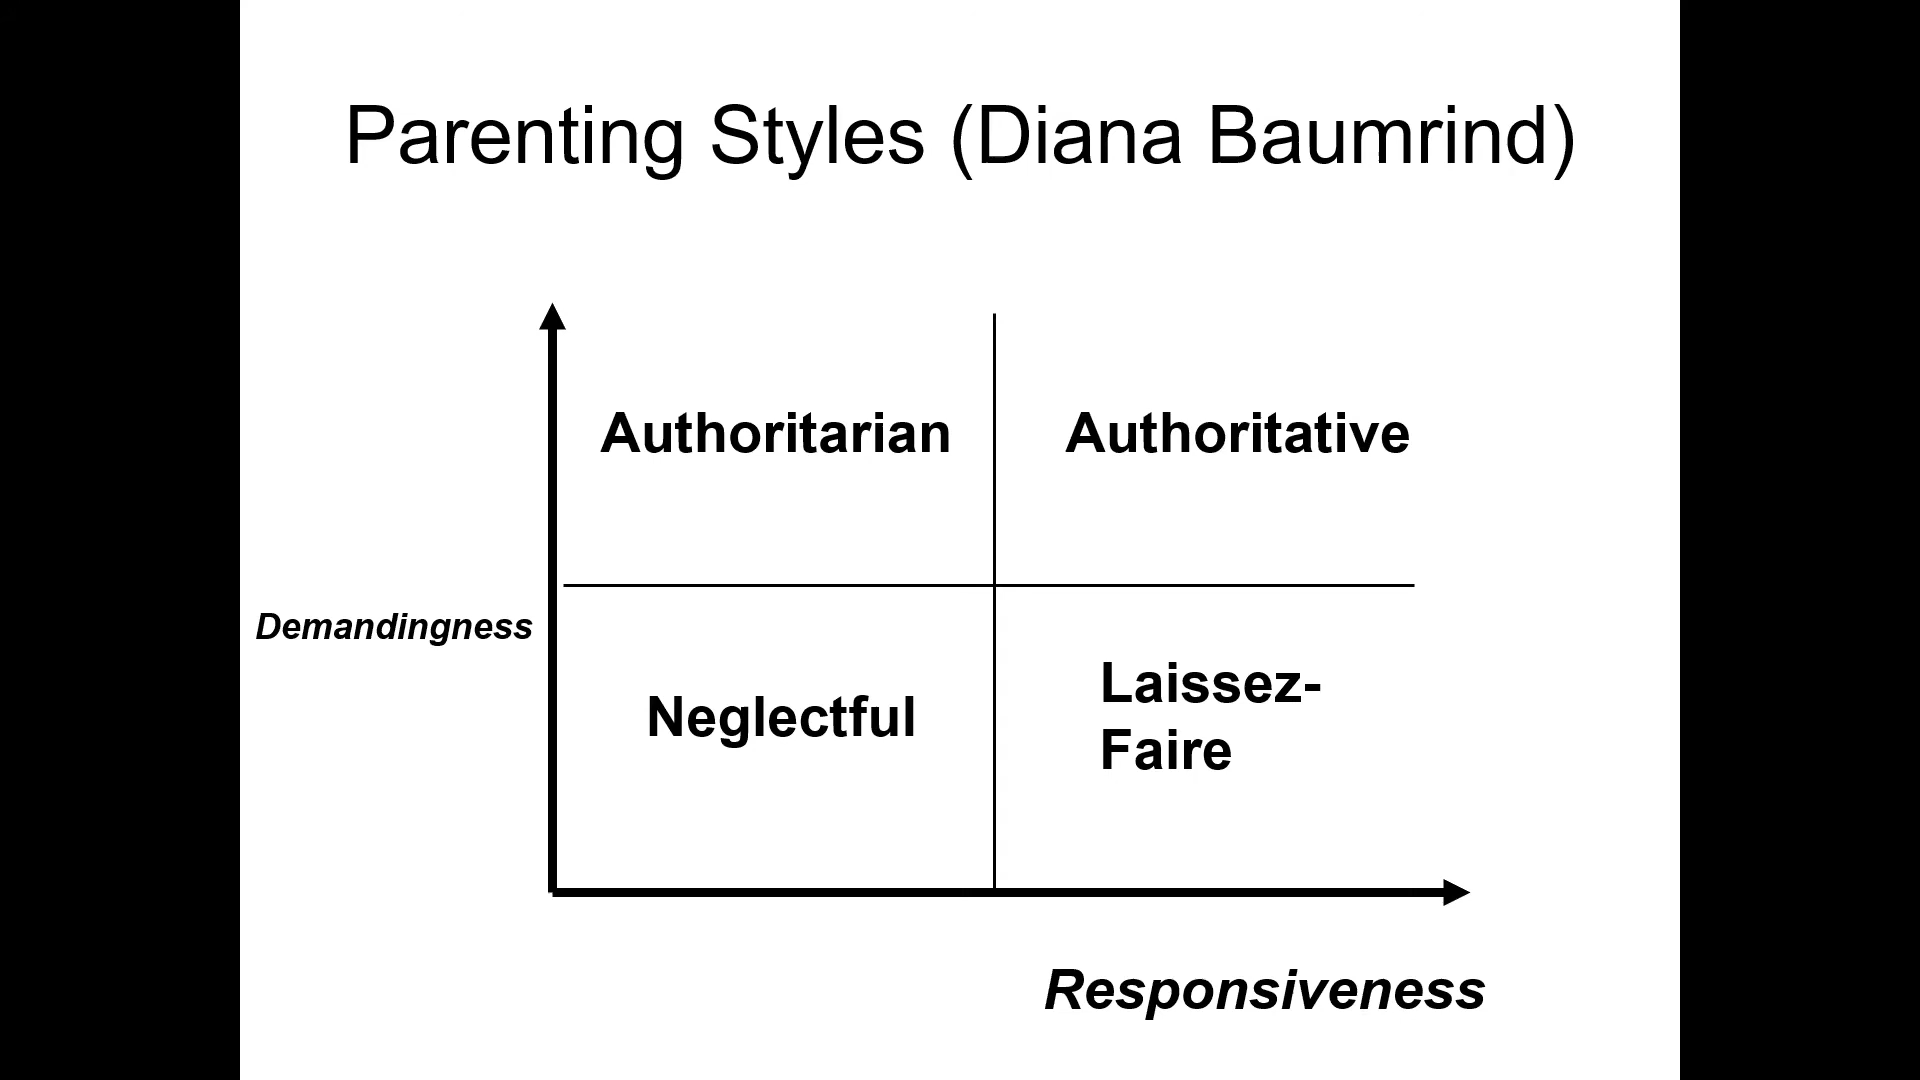 Parenting Styles (Diana Baumrind)
Authoritarian
Authoritative
Demandingness
Neglectful
Laissez-
Faire
Responsiveness